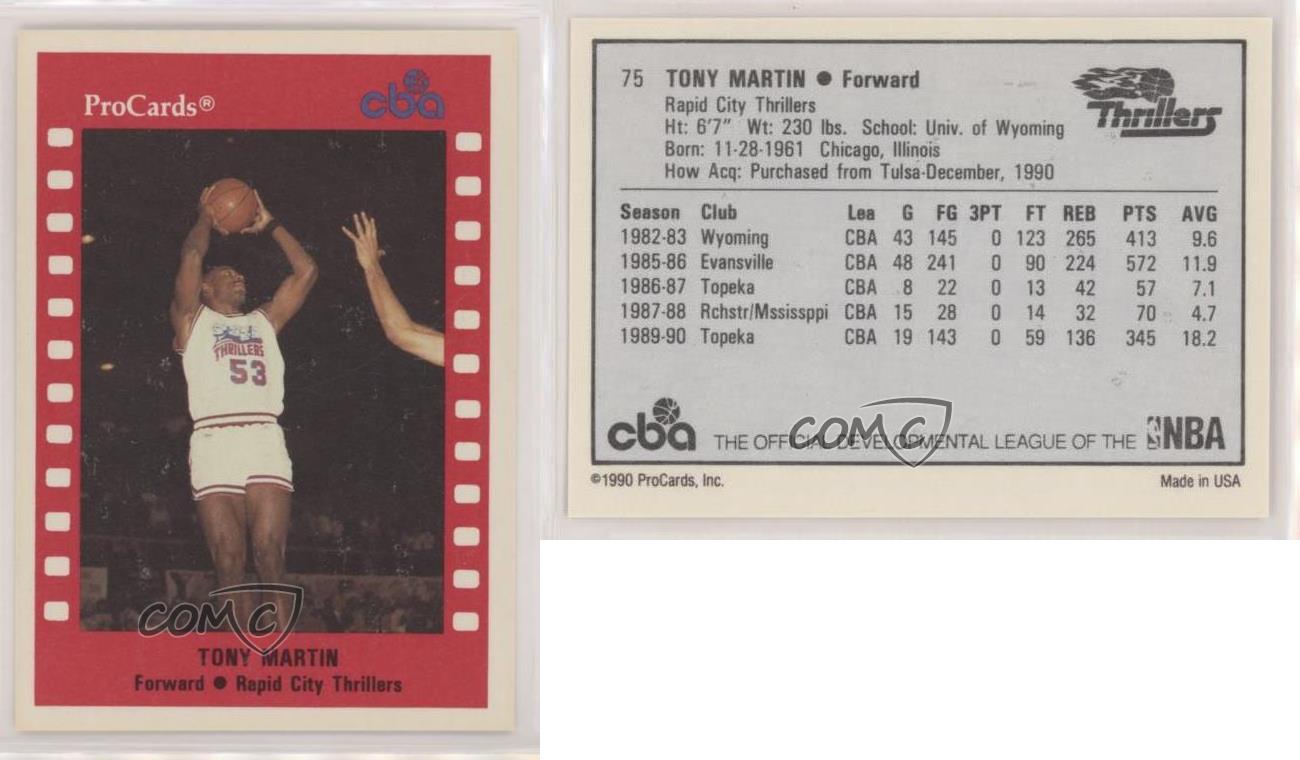 ProCards®
cba
THRILLERS
53
COMC
TONY MARTIN
Forward ● Rapid City Thrillers
75 TONY MARTIN ● Forward
Thrillers
Rapid City Thrillers
Ht: 6'7" Wt: 230 lbs. School: Univ. of Wyoming
Born: 11-28-1961 Chicago, Illinois
How Acq: Purchased from Tulsa-December, 1990
Season Club Lea G FG 3PT FT REB PTS AVG
1982-83 Wyoming CBA 43 145 0 123 265 413 9.6
1985-86 Evansville CBA 48 241 0 90 224 572 11.9
1986-87 Topeka CBA 8 22 0 13 42 57 7.1
1987-88 Rchstr/Mssissppi CBA 15 28 0 14 32 70 4.7
1989-90 Topeka CBA 19 143 0 59 136 345 18.2
COMC
cba THE OFFICIAL DEVELOPMENTAL LEAGUE OF THE NBA
©1990 ProCards, Inc. Made in USA